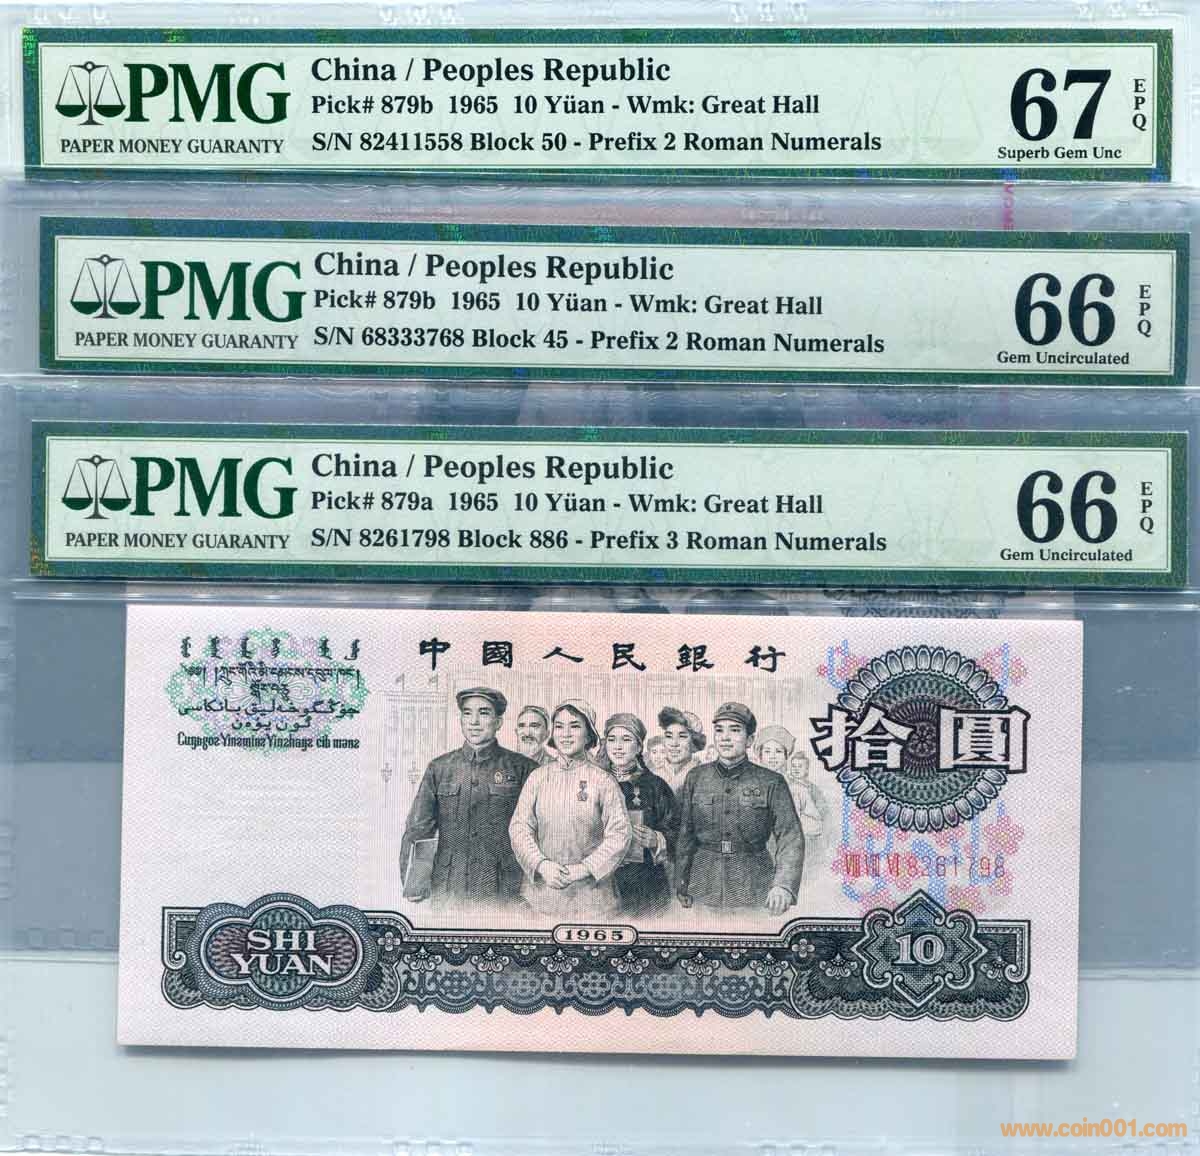 PMG
PAPER MONEY GUARANTY
China / Peoples Republic
Pick# 879b 1965 10 Yüan - Wmk: Great Hall
S/N 82411558 Block 50 - Prefix 2 Roman Numerals
67
EPQ
Superb Gem Unc
PMG
PAPER MONEY GUARANTY
China / Peoples Republic
Pick# 879b 1965 10 Yüan - Wmk: Great Hall
S/N 68333768 Block 45 - Prefix 2 Roman Numerals
66
EPQ
Gem Uncirculated
PMG
PAPER MONEY GUARANTY
China / Peoples Republic
Pick# 879a 1965 10 Yüan - Wmk: Great Hall
S/N 8261798 Block 886 - Prefix 3 Roman Numerals
66
EPQ
Gem Uncirculated
中國人民銀行
拾圓
VIII VIII VI 8261798
1965
SHI
YUAN
10
www.coin001.com